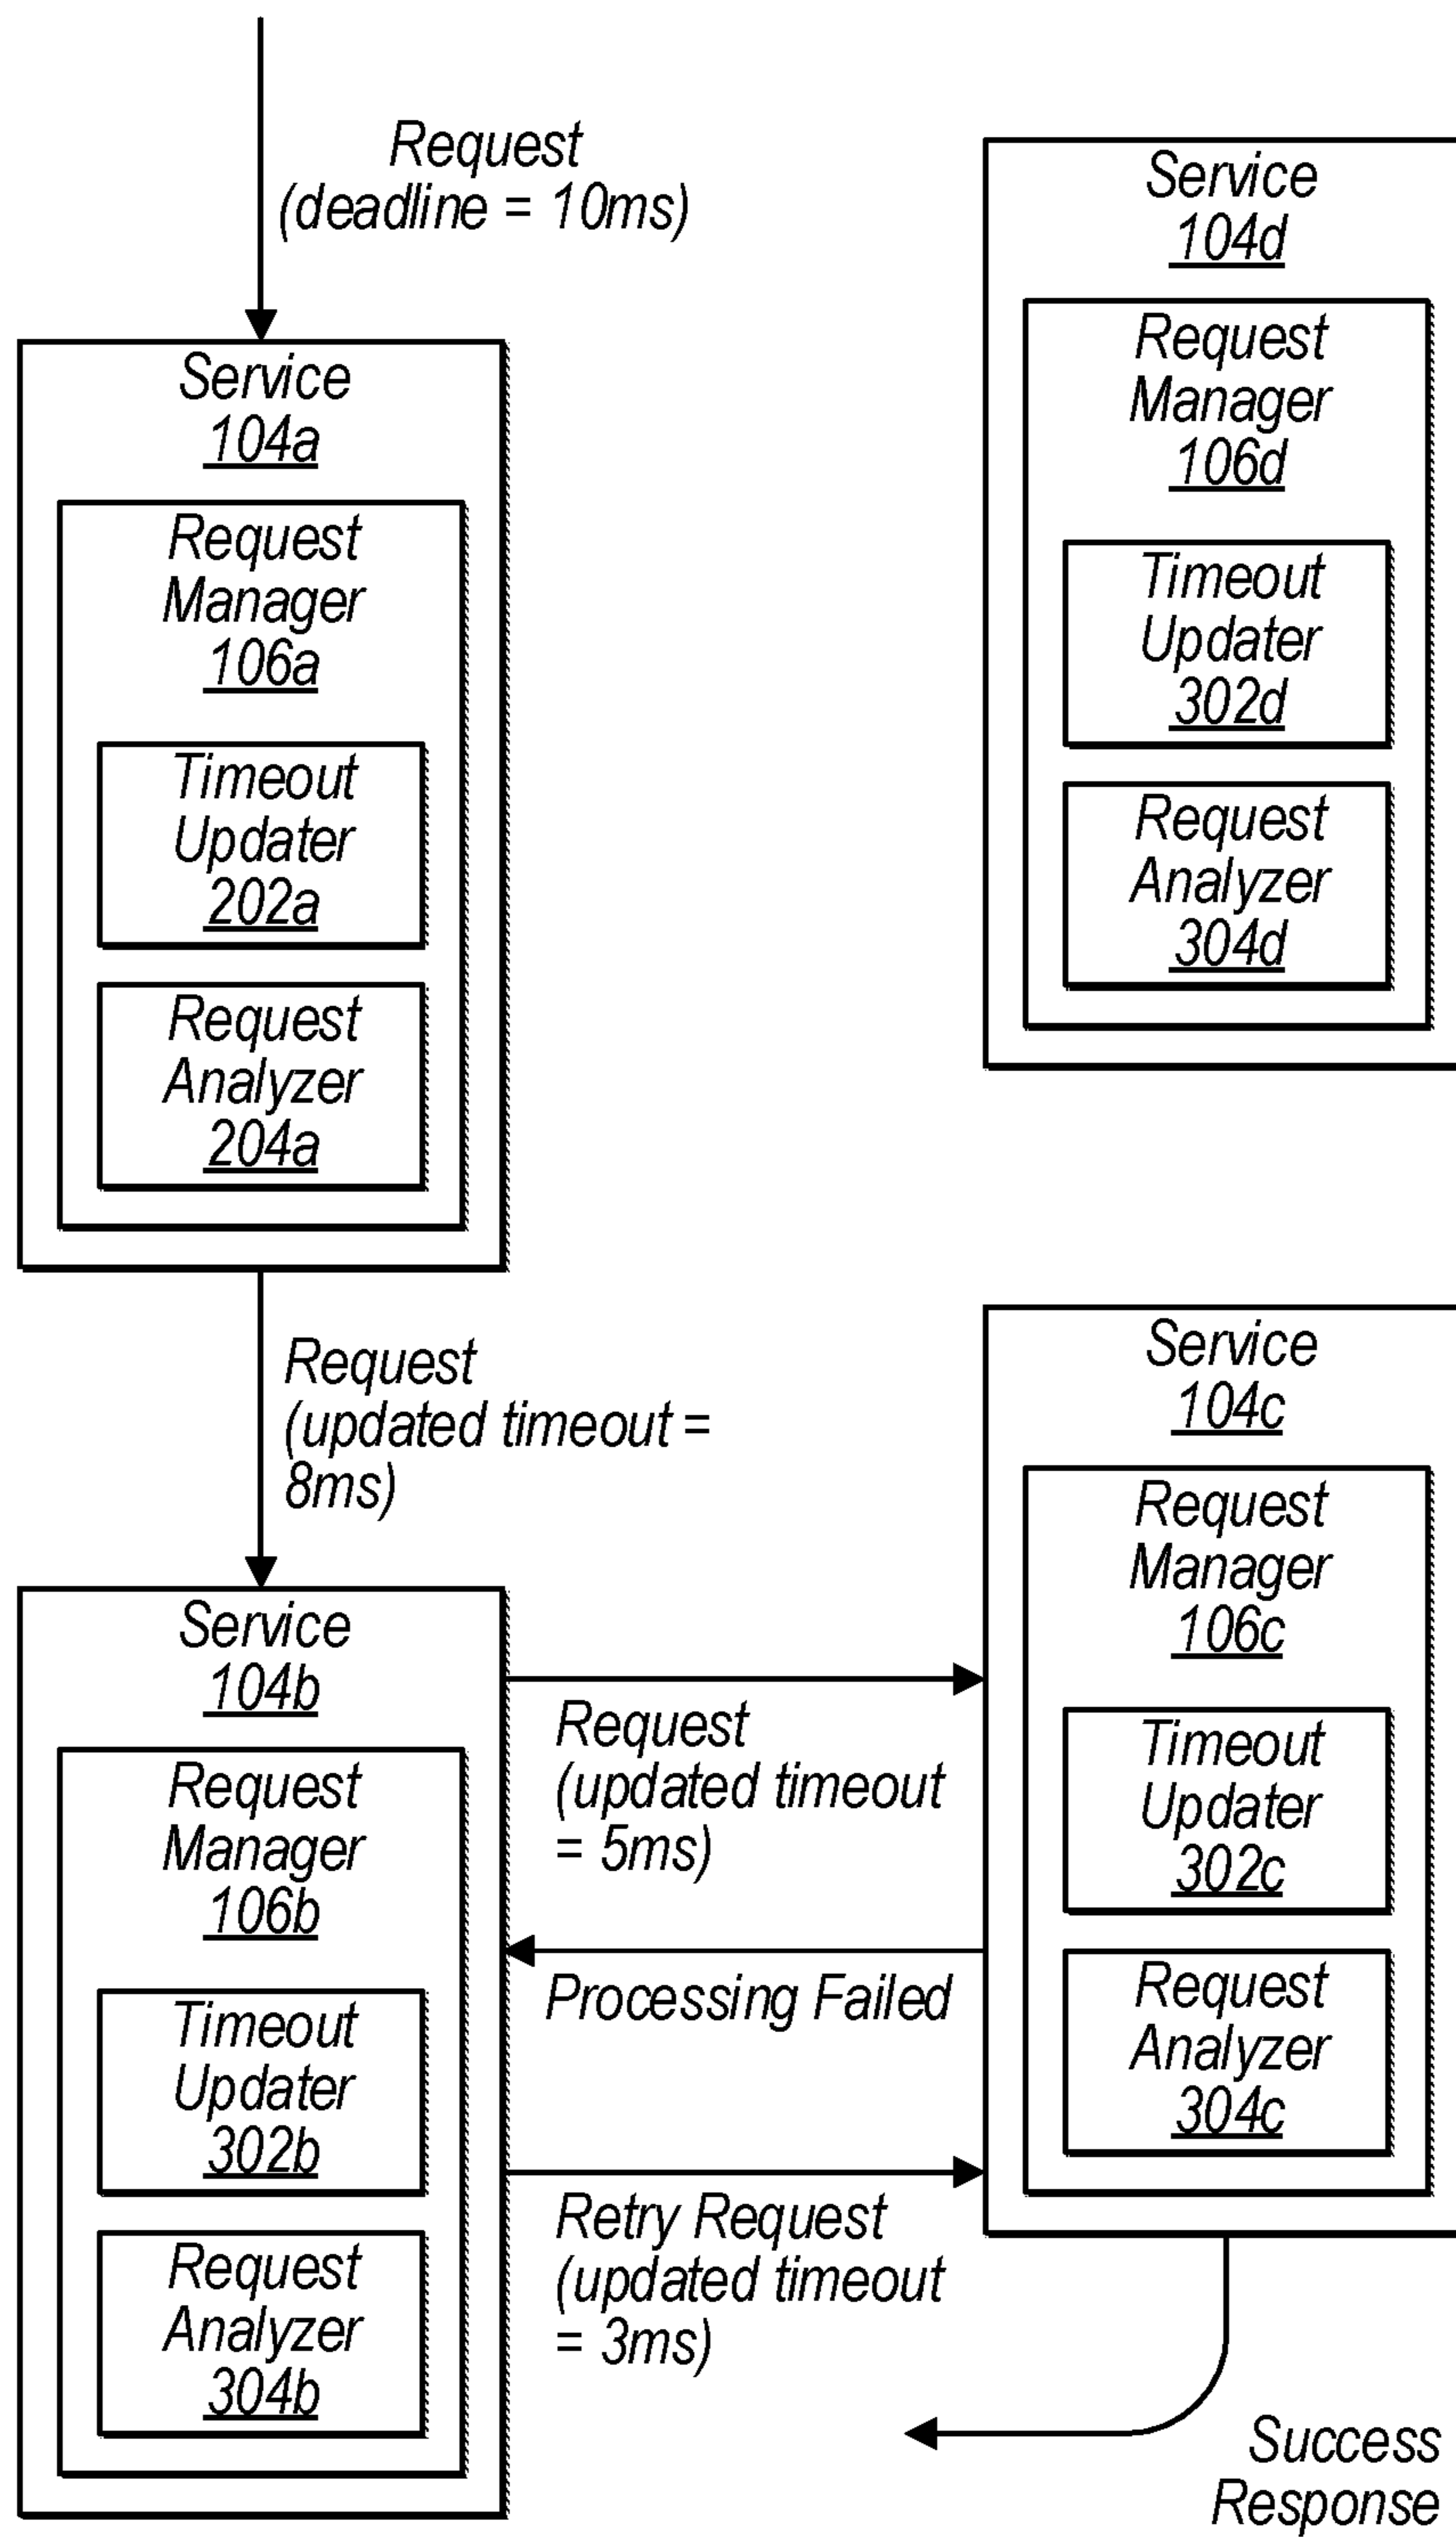 Request
(deadline = 10ms)
Service
104a
Request
Manager
106a
Timeout
Updater
202a
Request
Analyzer
204a
Request
(updated timeout =
8ms)
Service
104b
Request
Manager
106b
Timeout
Updater
302b
Request
Analyzer
304b
Request
(updated timeout
= 5ms)
Processing Failed
Retry Request
(updated timeout
= 3ms)
Service
104d
Request
Manager
106d
Timeout
Updater
302d
Request
Analyzer
304d
Service
104c
Request
Manager
106c
Timeout
Updater
302c
Request
Analyzer
304c
Success
Response